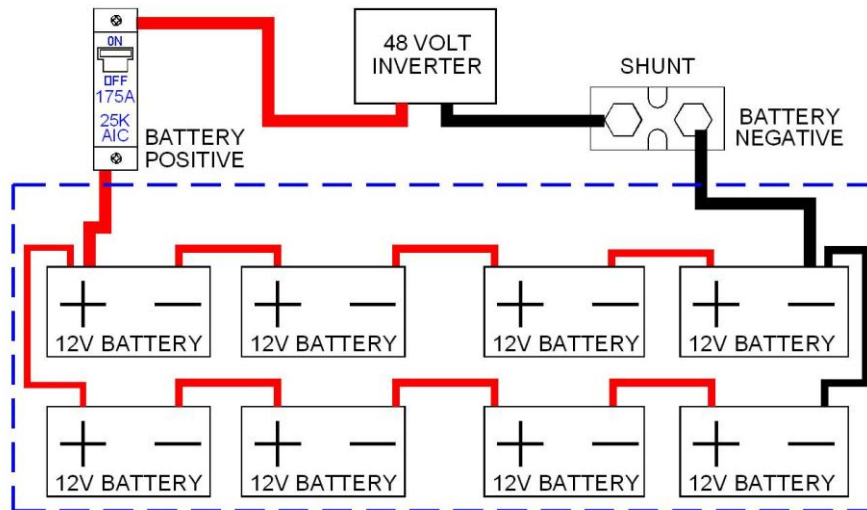 ON
OFF
175A
25K
AIC
BATTERY
POSITIVE
48 VOLT
INVERTER
SHUNT
BATTERY
NEGATIVE
12V BATTERY
12V BATTERY
12V BATTERY
12V BATTERY
12V BATTERY
12V BATTERY
12V BATTERY
12V BATTERY